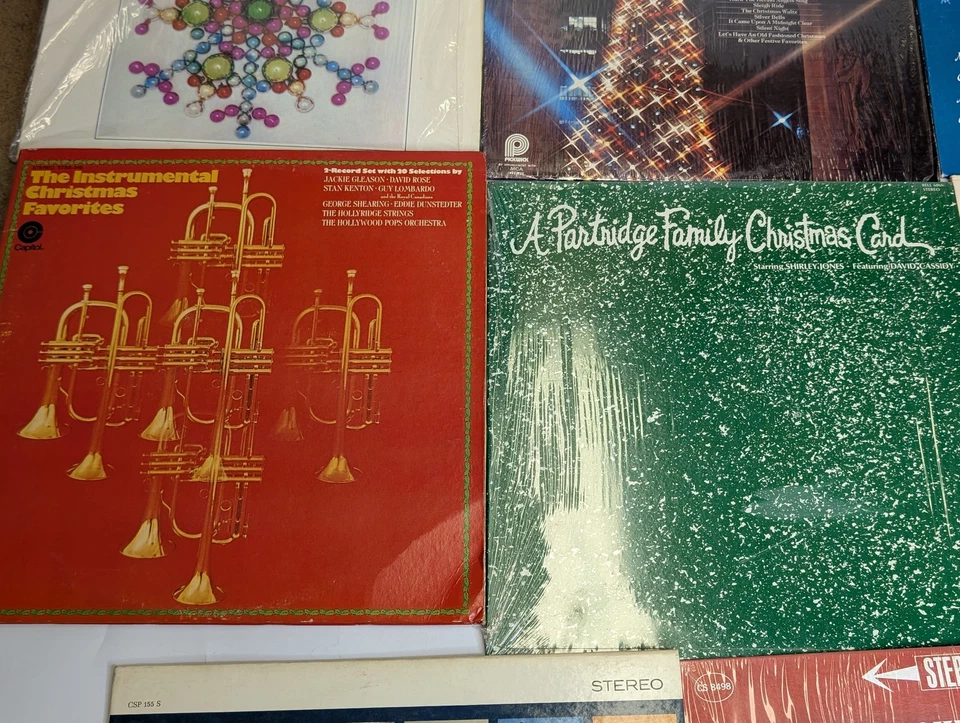 Sleigh Ride
The Christmas Waltz
Silver Bells
It Came Upon A Midnight Clear
Silent Night
Let's Have An Old Fashioned Christmas
& Other Festive Favorites
PICKWICK
The Instrumental
Christmas
Favorites
Capitol
2-Record Set with 20 Selections by
JACKIE GLEASON · DAVID ROSE
STAN KENTON · GUY LOMBARDO
and the Royal Canadians
GEORGE SHEARING · EDDIE DUNSTEDTER
THE HOLLYRIDGE STRINGS
THE HOLLYWOOD POPS ORCHESTRA
STEREO
A Partridge Family Christmas Card
Starring SHIRLEY JONES · Featuring DAVID CASSIDY
CSP 155 S
STEREO
CS 8498
STER